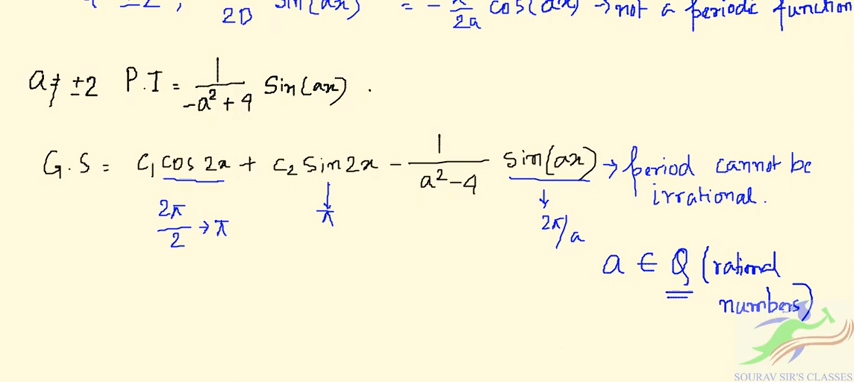 2D sin(ax) = - x/2a cos(ax) → not a periodic function
a ≠ ±2 P.I = 1/(-a² + 4) sin(ax) .
G.S = C₁ cos 2x + C₂ sin 2x - 1/(a² - 4) sin(ax) → period cannot be
irrational.
2π/2 → π
π
2π/a
a ∈ Q (rational
numbers)
SOURAV SIR'S CLASSES